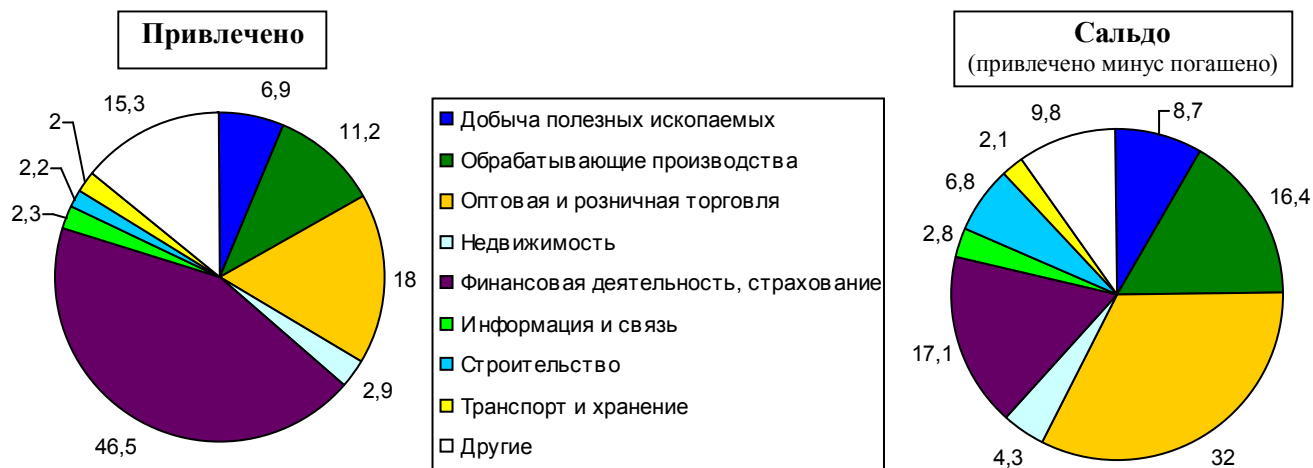 Привлечено
6,9
11,2
18
2,9
46,5
2,3
2,2
2
15,3
Добыча полезных ископаемых
Обрабатывающие производства
Оптовая и розничная торговля
Недвижимость
Финансовая деятельность, страхование
Информация и связь
Строительство
Транспорт и хранение
Другие
Сальдо
(привлечено минус погашено)
8,7
16,4
32
4,3
17,1
2,8
6,8
2,1
9,8